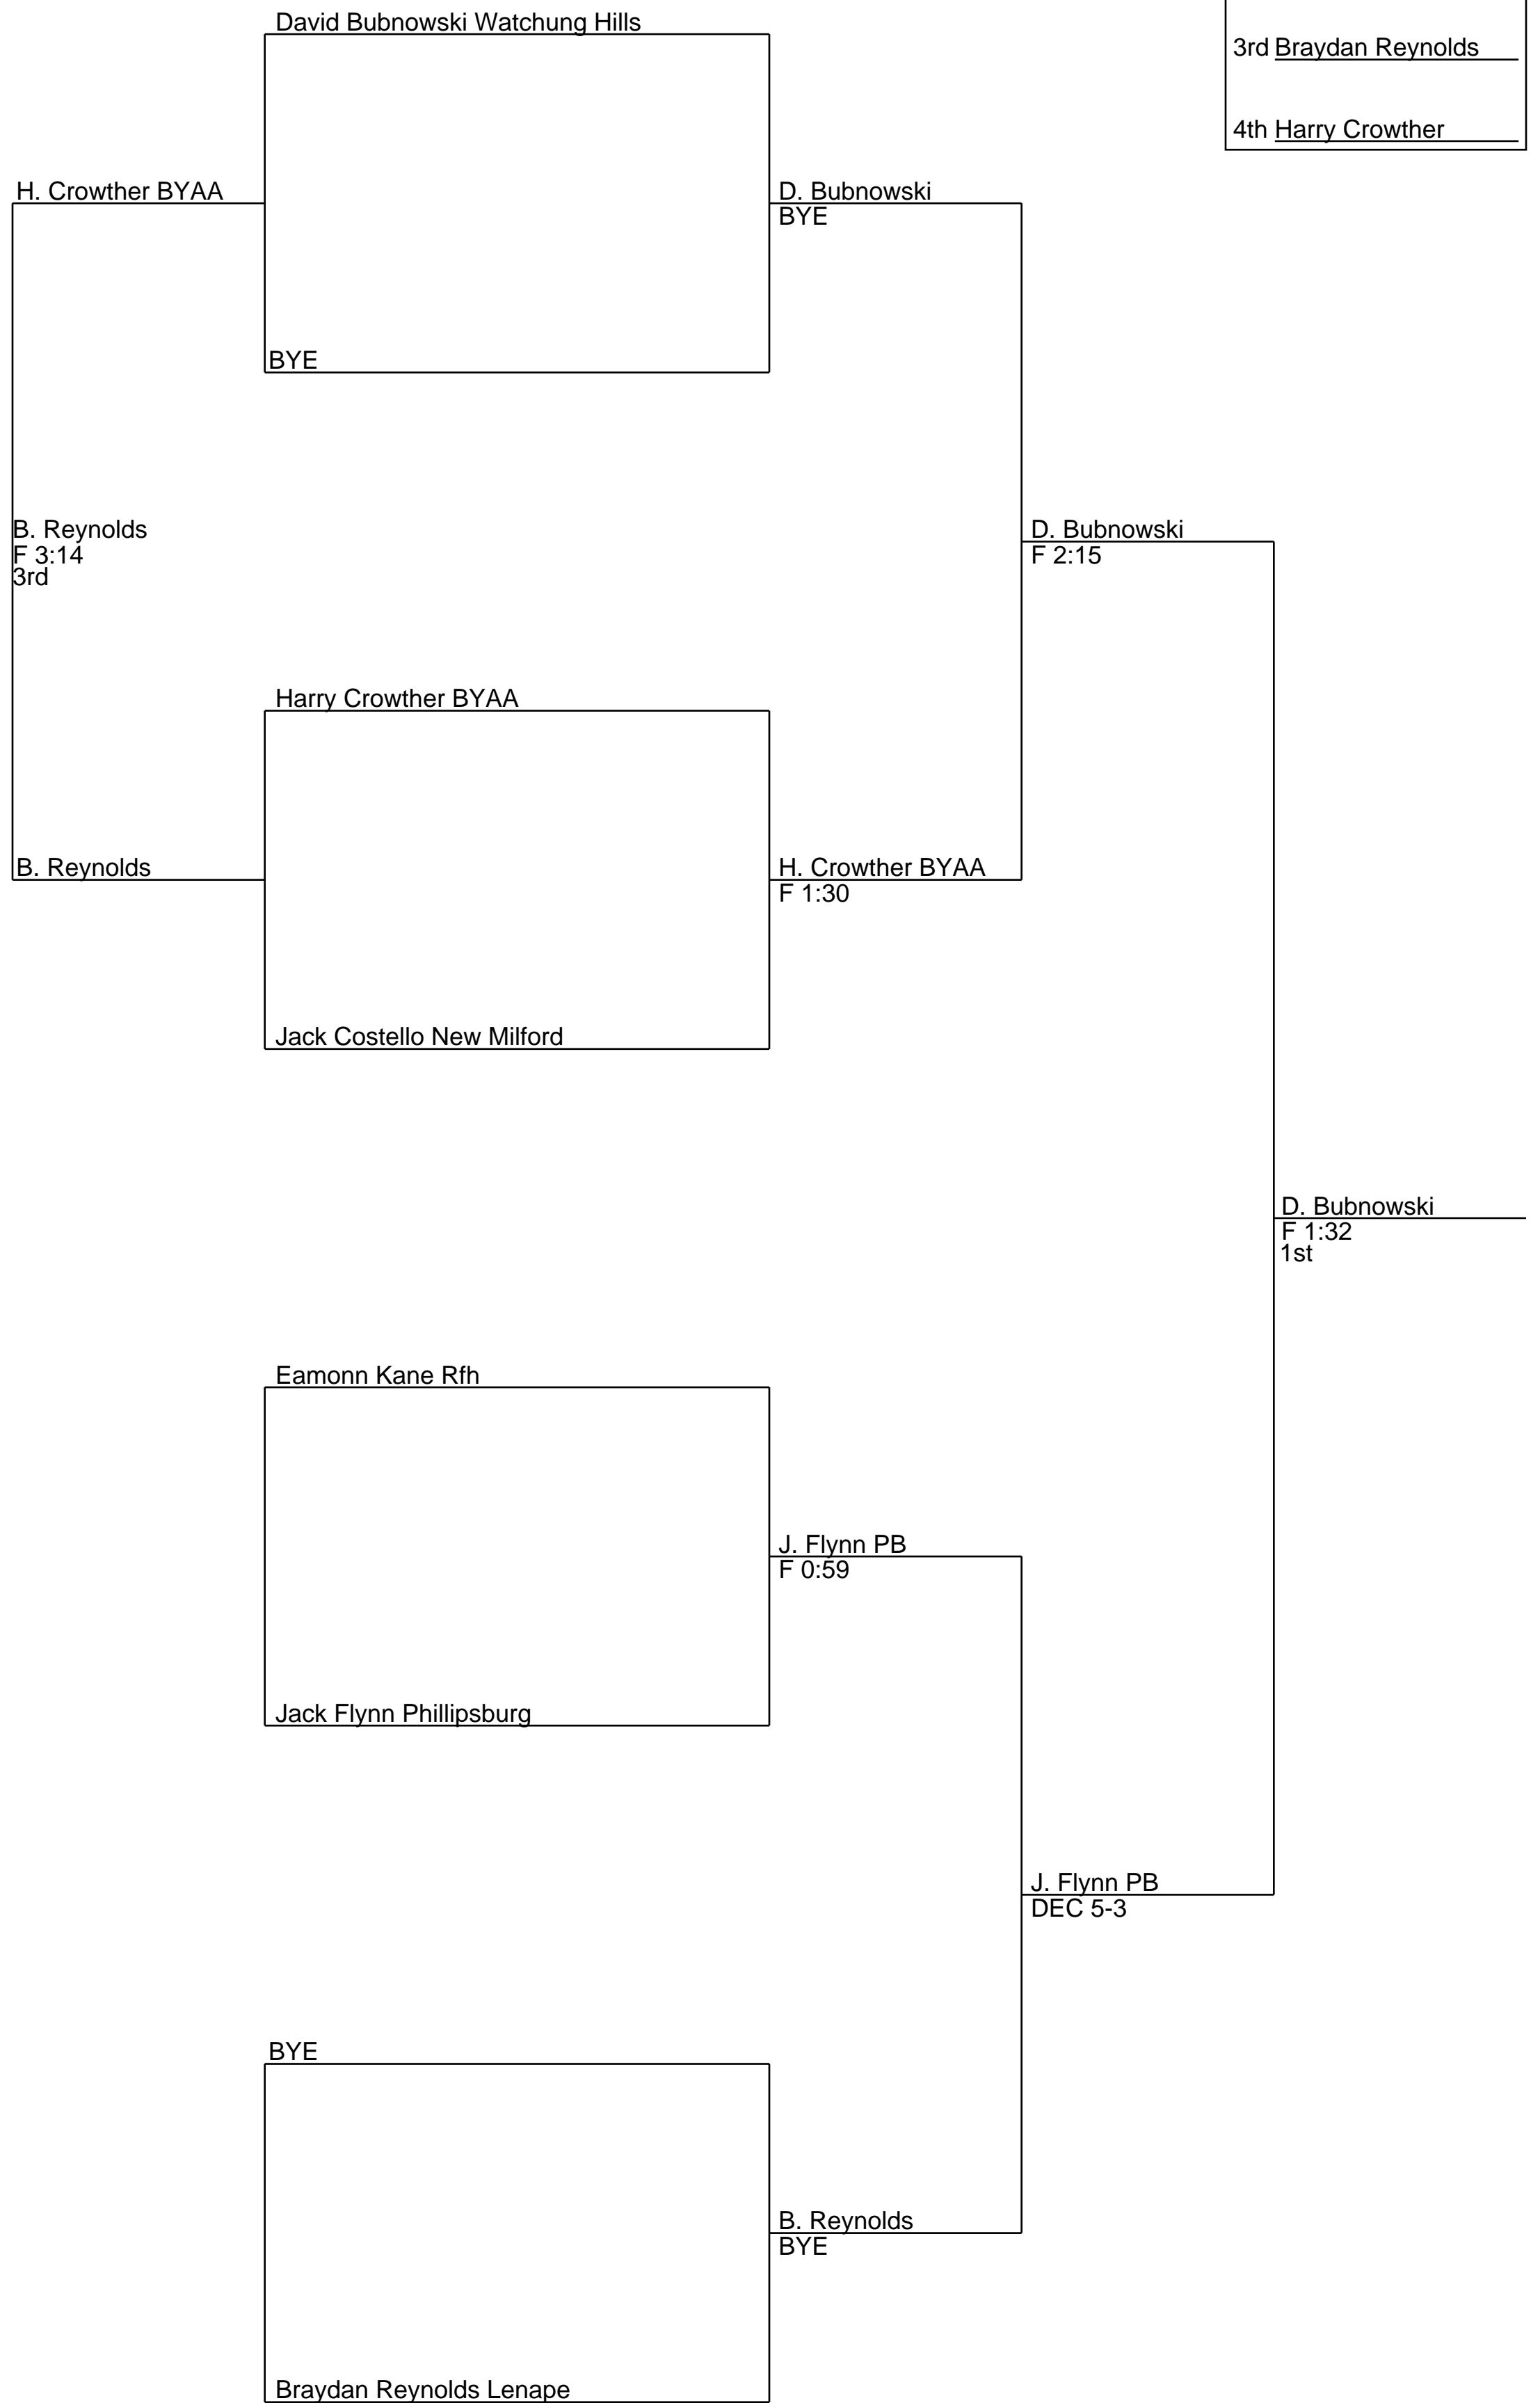 David Bubnowski Watchung Hills
3rd Braydan Reynolds
4th Harry Crowther
H. Crowther BYAA
D. Bubnowski
BYE
BYE
B. Reynolds
F 3:14
3rd
D. Bubnowski
F 2:15
Harry Crowther BYAA
B. Reynolds
H. Crowther BYAA
F 1:30
Jack Costello New Milford
D. Bubnowski
F 1:32
1st
Eamonn Kane Rfh
J. Flynn PB
F 0:59
Jack Flynn Phillipsburg
J. Flynn PB
DEC 5-3
BYE
B. Reynolds
BYE
Braydan Reynolds Lenape